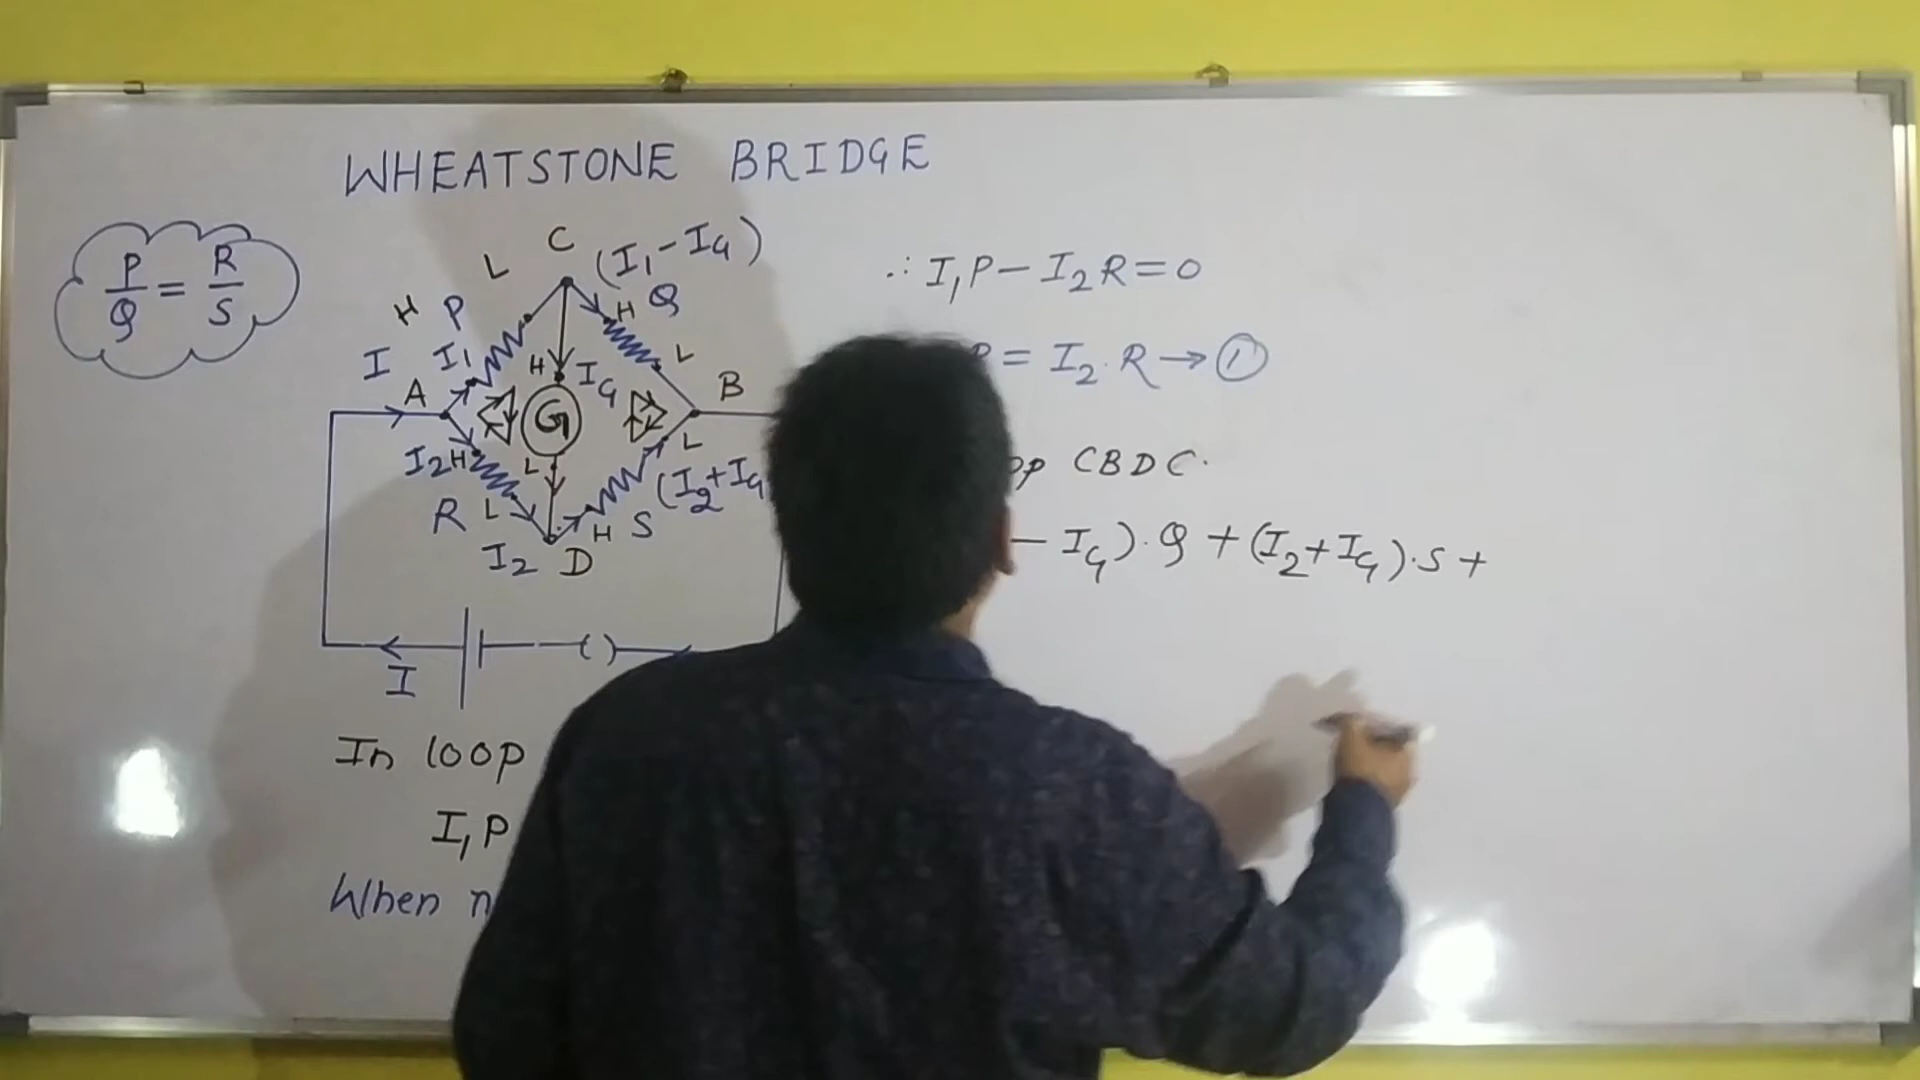 WHEATSTONE BRIDGE
P/Q = R/S
C
(I₁ - IG)
L
H P
H Q
I I₁
H IG
L
A
G
B
I₂ H
L
L
(I₂+IG
R L
H S
I₂ D
( )
I
In loop
I₁P
When
∴ I₁P - I₂R = 0
P = I₂.R → ①
CBDC.
- IG).Q + (I₂+IG).S +